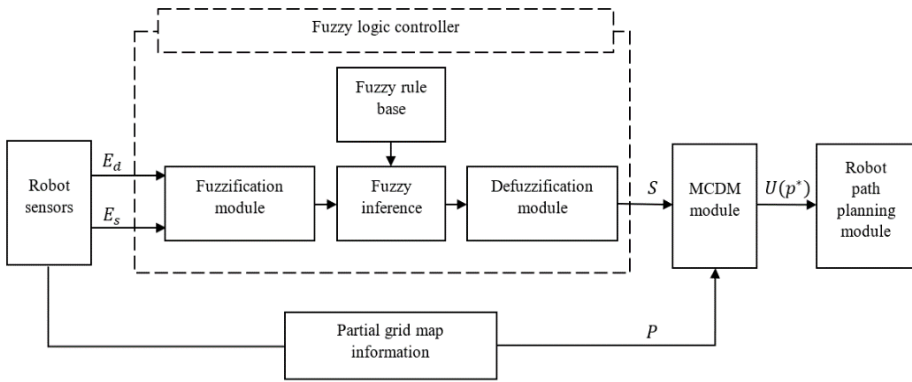 Fuzzy logic controller
Fuzzy rule
base
Robot
sensors
E_d
E_s
Fuzzification
module
Fuzzy
inference
Defuzzification
module
S
MCDM
module
U(p*)
Robot
path
planning
module
Partial grid map
information
P